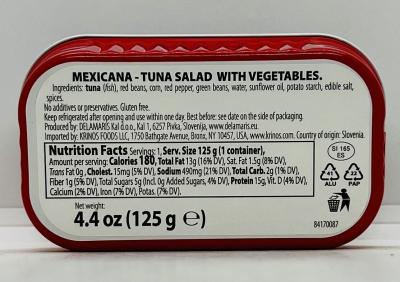 MEXICANA - TUNA SALAD WITH VEGETABLES.
Ingredients: tuna (fish), red beans, corn, red pepper, green beans, water, sunflower oil, potato starch, edible salt,
spices.
No additives or preservatives. Gluten free.
Keep refrigerated after opening and use within one day. Best before: see date on the side of packaging.
Produced by: DELAMARIS Kal d.o.o., Kal 1, 6257 Pivka, Slovenija, www.delamaris.eu.
Imported by: KRINOS FOODS LLC, 1750 Bathgate Avenue, Bronx, NY 10457, USA, www.krinos.com. Country of origin: Slovenia.
Nutrition Facts Servings: 1, Serv. Size 125 g (1 container),
Amount per serving: Calories 180, Total Fat 13g (16% DV), Sat. Fat 1.5g (8% DV),
Trans Fat 0g, Cholest. 15mg (5% DV), Sodium 490mg (21% DV), Total Carb. 2g (1% DV),
Fiber 1g (5% DV), Total Sugars 5g (Incl. 0g Added Sugars, 4% DV), Protein 15g, Vit. D (4% DV),
Calcium (2% DV), Iron (7% DV), Potas. (7% DV).
SI 165
ES
41
ALU
22
PAP
Net weight:
4.4 oz (125 g ℮)
84170087